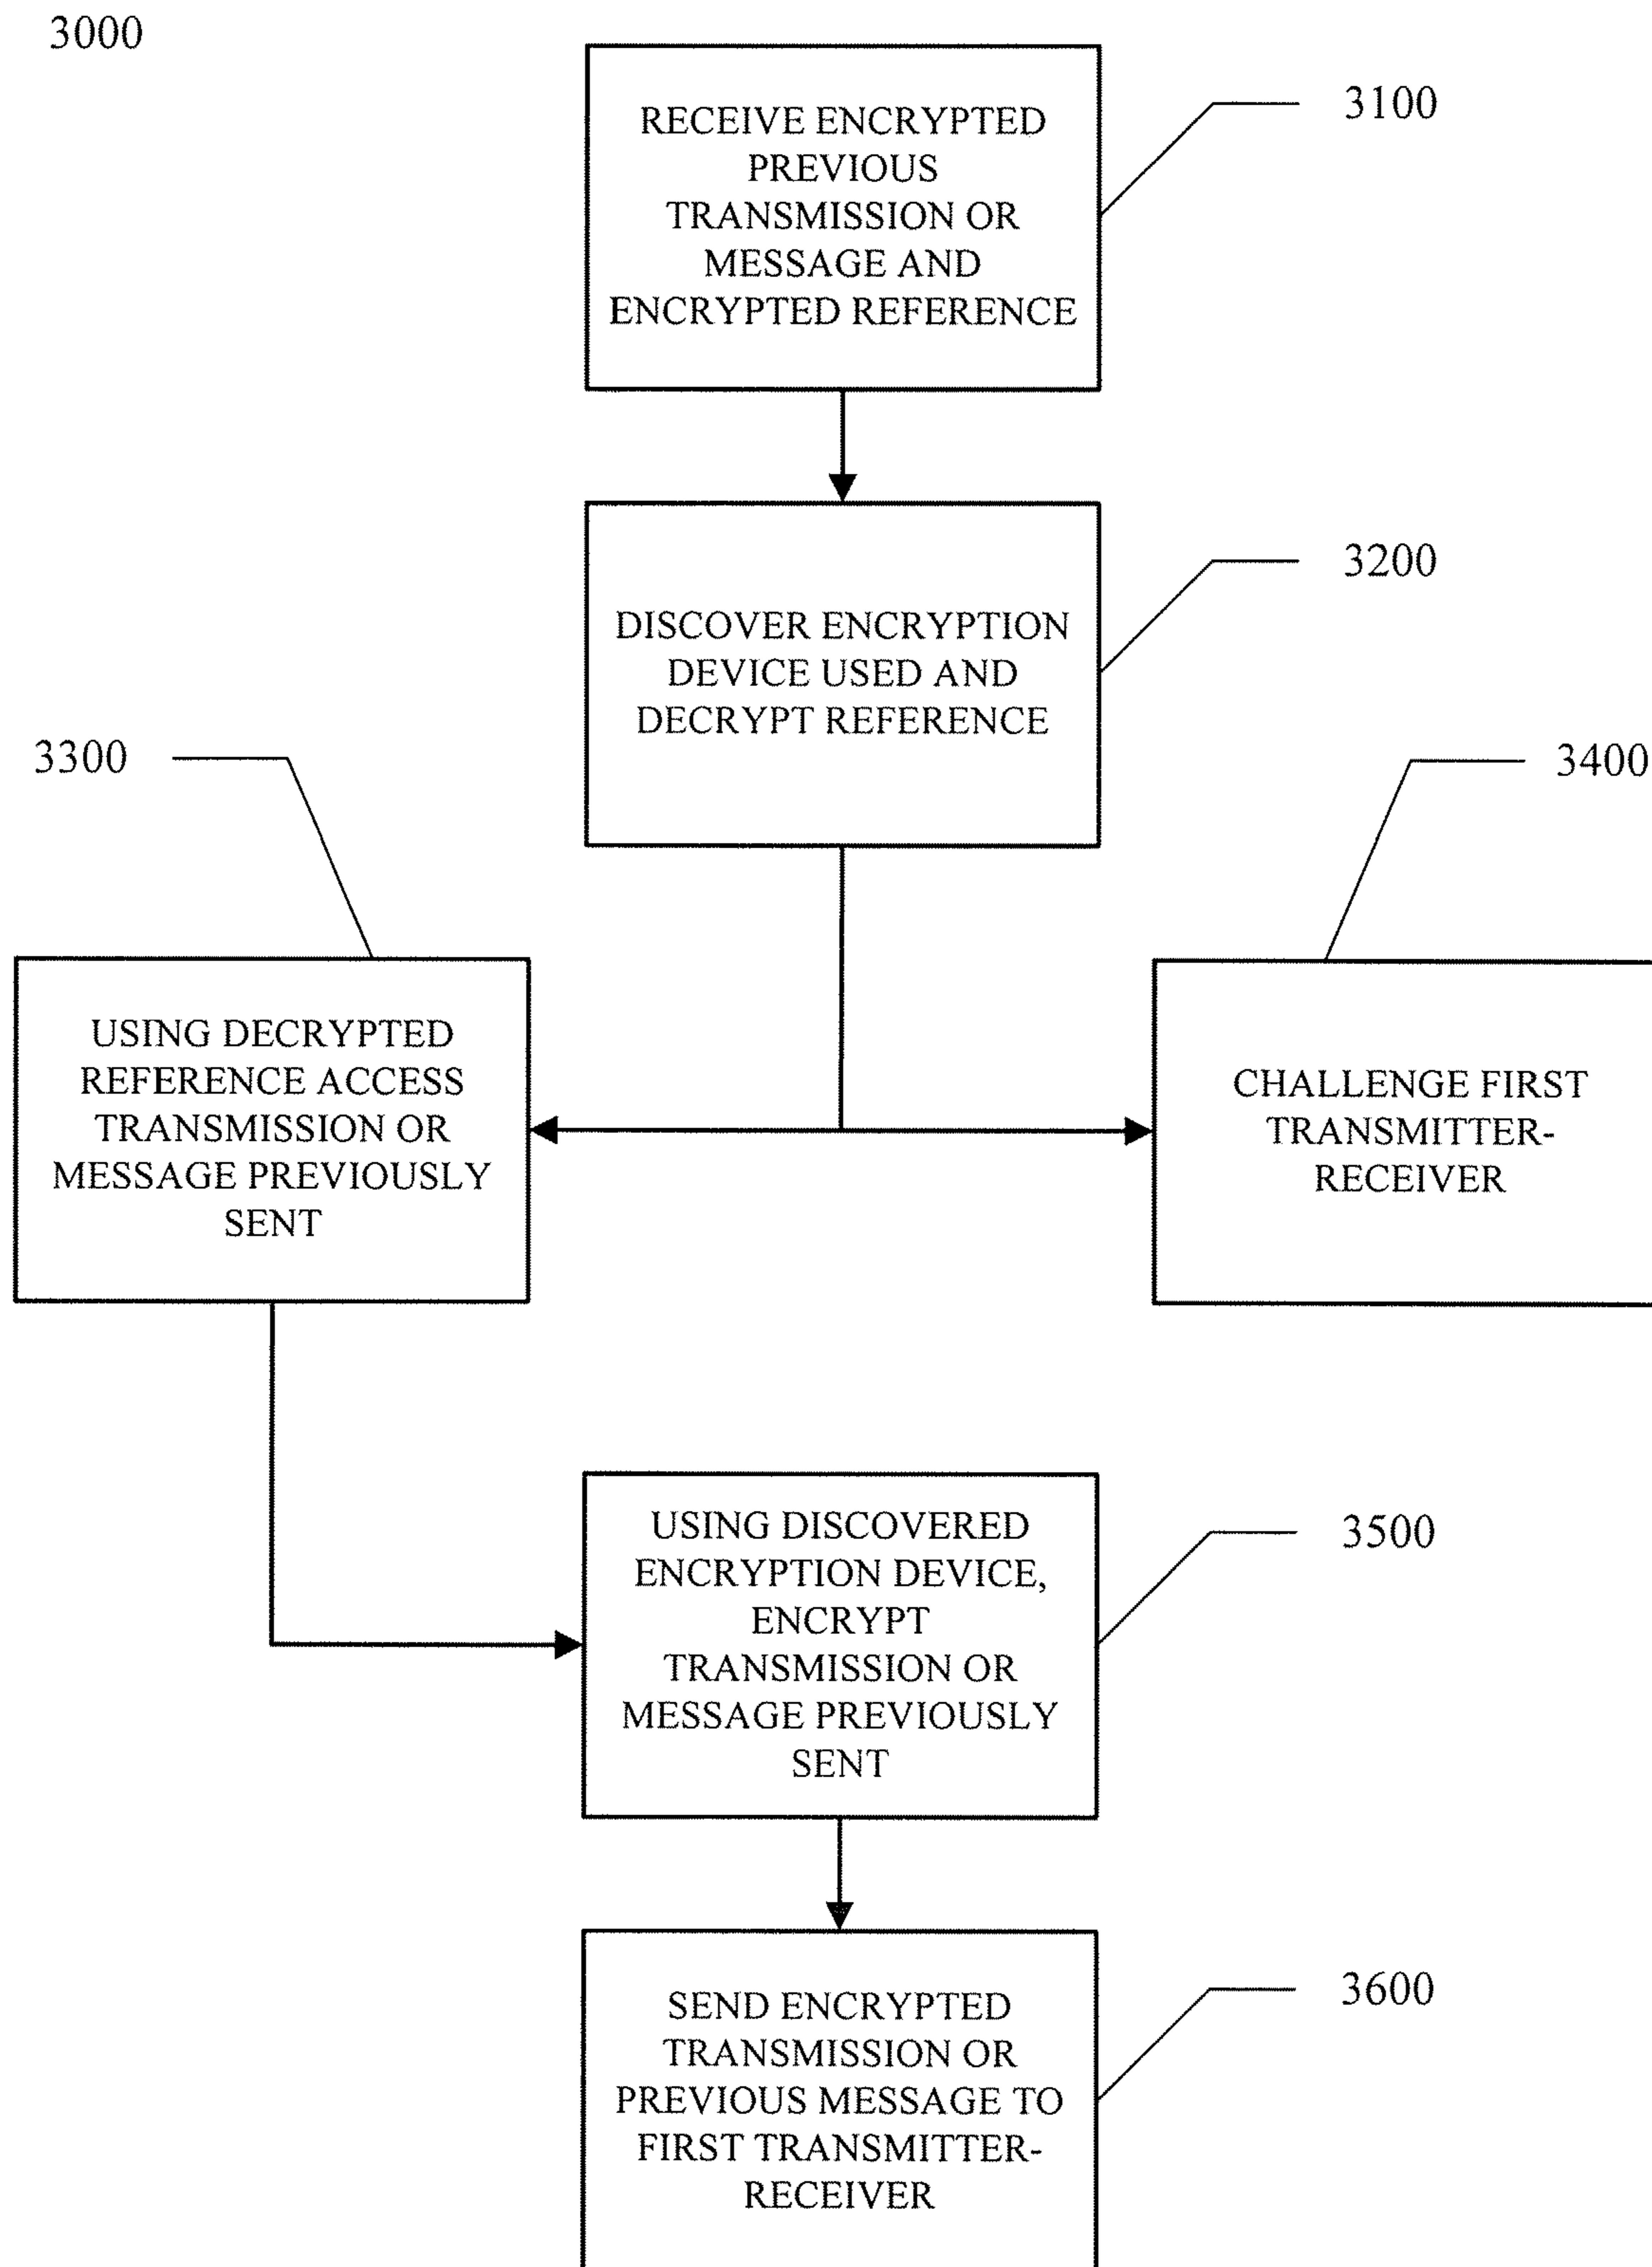 3000
RECEIVE ENCRYPTED
PREVIOUS
TRANSMISSION OR
MESSAGE AND
ENCRYPTED REFERENCE
3100
DISCOVER ENCRYPTION
DEVICE USED AND
DECRYPT REFERENCE
3200
3300
USING DECRYPTED
REFERENCE ACCESS
TRANSMISSION OR
MESSAGE PREVIOUSLY
SENT
3400
CHALLENGE FIRST
TRANSMITTER-
RECEIVER
USING DISCOVERED
ENCRYPTION DEVICE,
ENCRYPT
TRANSMISSION OR
MESSAGE PREVIOUSLY
SENT
3500
SEND ENCRYPTED
TRANSMISSION OR
PREVIOUS MESSAGE TO
FIRST TRANSMITTER-
RECEIVER
3600